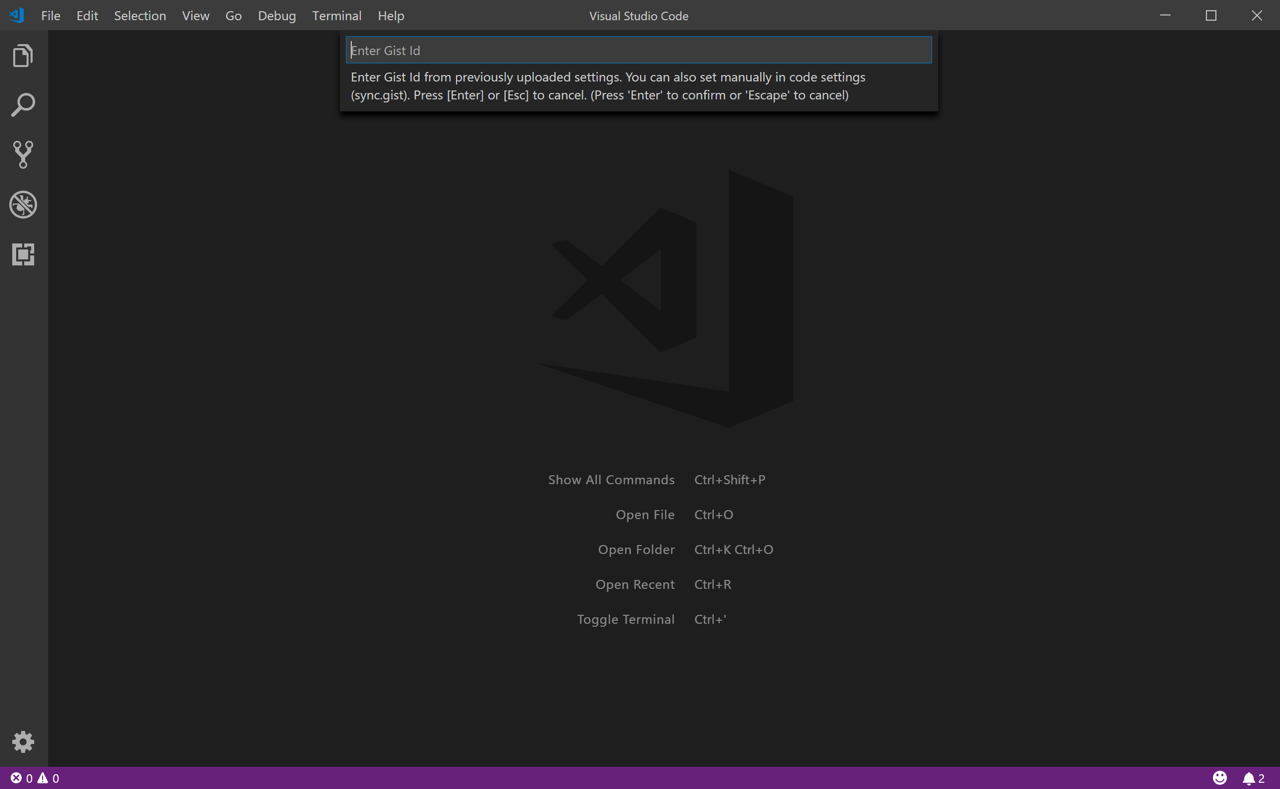 File Edit Selection View Go Debug Terminal Help Visual Studio Code
Enter Gist Id
Enter Gist Id from previously uploaded settings. You can also set manually in code settings
(sync.gist). Press [Enter] or [Esc] to cancel. (Press 'Enter' to confirm or 'Escape' to cancel)
Show All Commands Ctrl+Shift+P
Open File Ctrl+O
Open Folder Ctrl+K Ctrl+O
Open Recent Ctrl+R
Toggle Terminal Ctrl+'
0 0 2